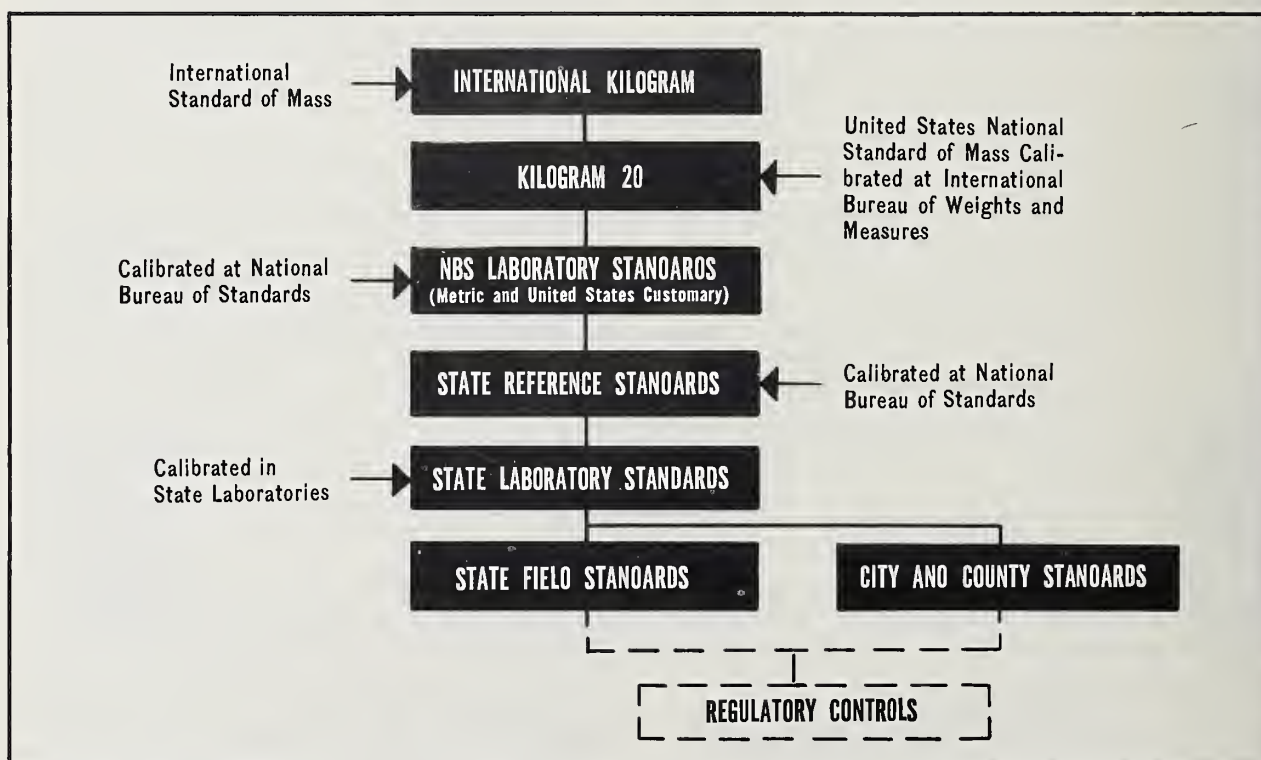 International
Standard of Mass
INTERNATIONAL KILOGRAM
KILOGRAM 20
United States National
Standard of Mass Cali-
brated at International
Bureau of Weights and
Measures
Calibrated at National
Bureau of Standards
NBS LABORATORY STANDAROS
(Metric and United States Customary)
STATE REFERENCE STANOARDS
Calibrated at National
Bureau of Standards
Calibrated in
State Laboratories
STATE LABORATORY STANDARDS
STATE FIELO STANOARDS
CITY ANO COUNTY STANOARDS
REGULATORY CONTROLS